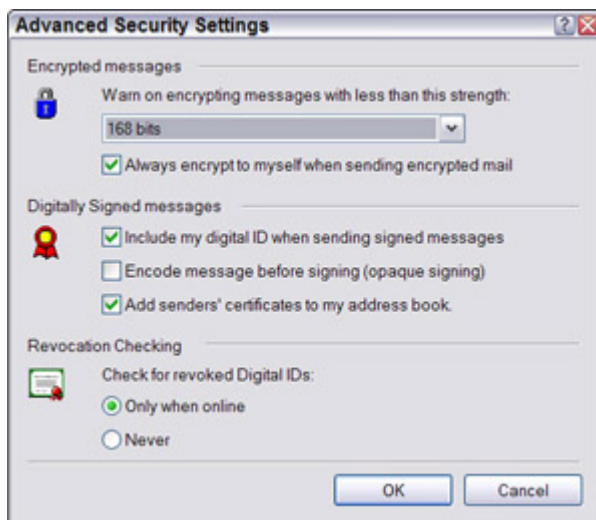 Advanced Security Settings
Encrypted messages
Warn on encrypting messages with less than this strength:
168 bits
Always encrypt to myself when sending encrypted mail
Digitally Signed messages
Include my digital ID when sending signed messages
Encode message before signing (opaque signing)
Add senders' certificates to my address book.
Revocation Checking
Check for revoked Digital IDs:
Only when online
Never
OK Cancel